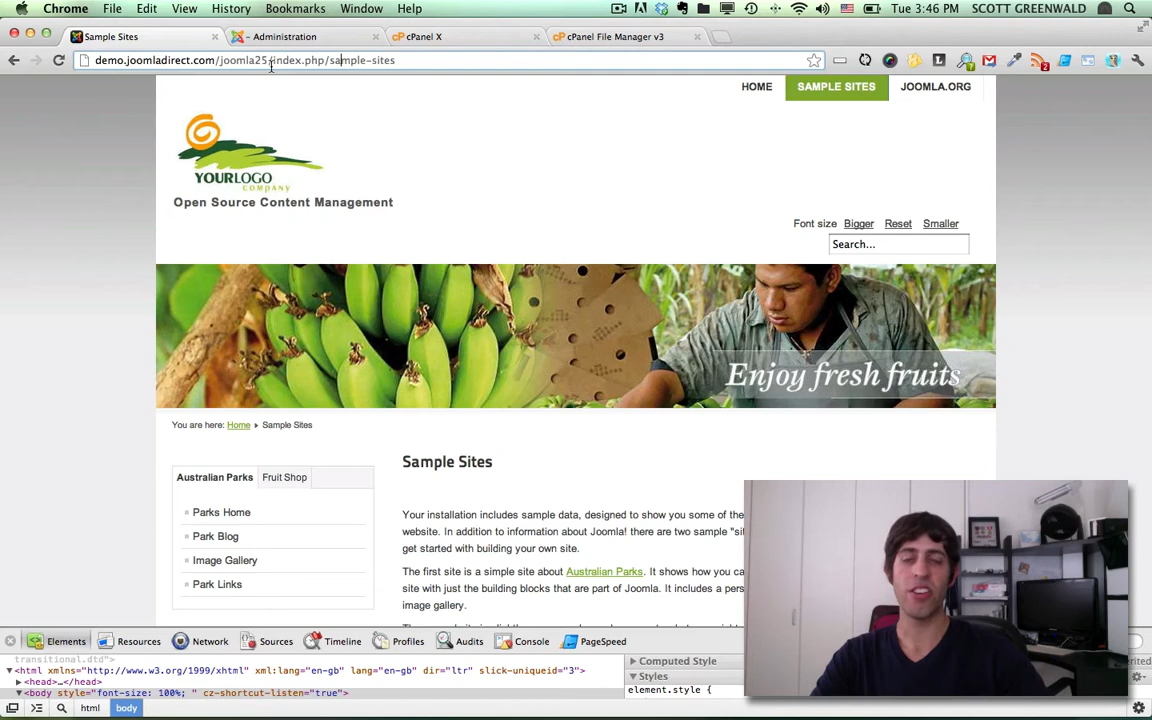 Chrome File Edit View History Bookmarks Window Help Tue 3:46 PM SCOTT GREENWALD
Sample Sites - Administration cPanel X cPanel File Manager v3
demo.joomladirect.com/joomla25/index.php/sample-sites
HOME SAMPLE SITES JOOMLA.ORG
YOURLOGO
COMPANY
Open Source Content Management
Font size Bigger Reset Smaller
Search...
Enjoy fresh fruits
You are here: Home Sample Sites
Australian Parks Fruit Shop
Parks Home
Park Blog
Image Gallery
Park Links
Sample Sites
Your installation includes sample data, designed to show you some of the
website. In addition to information about Joomla! there are two sample "si
get started with building your own site.
The first site is a simple site about Australian Parks. It shows how you ca
site with just the building blocks that are part of Joomla. It includes a pers
image gallery.
Elements Resources Network Sources Timeline Profiles Audits Console PageSpeed
transitional.dtd">
<html xmlns="http://www.w3.org/1999/xhtml" xml:lang="en-gb" lang="en-gb" dir="ltr" slick-uniqueid="3">
<head>…</head>
<body style="font-size: 100%; " cz-shortcut-listen="true">
Computed Style
Styles
element.style {
html body